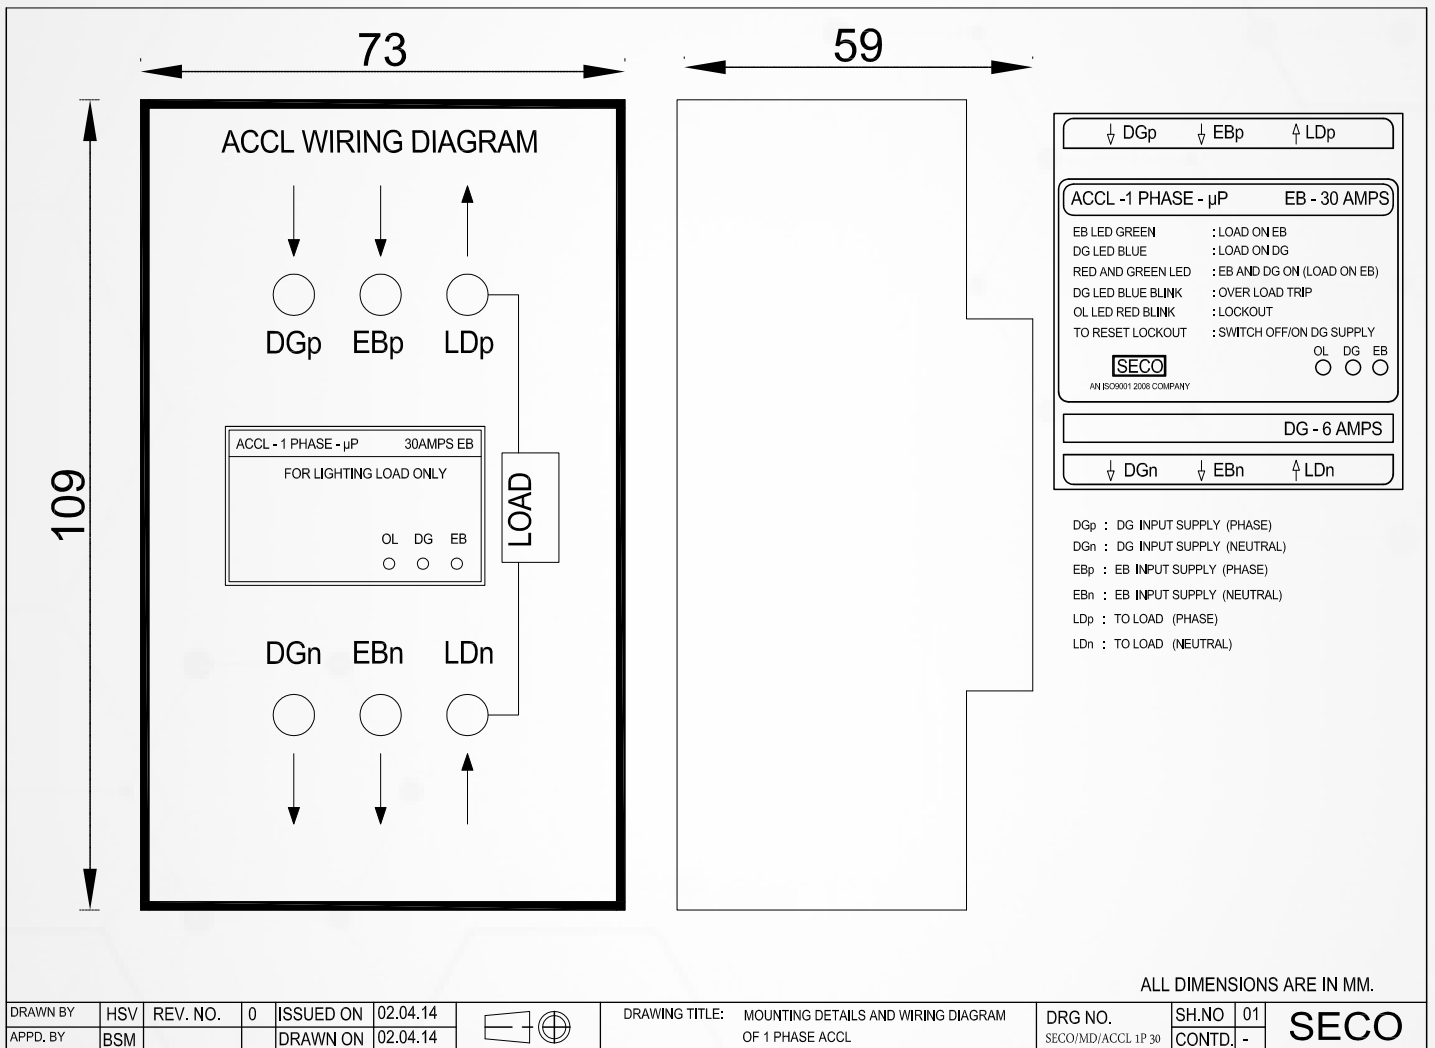 73
59
109
ACCL WIRING DIAGRAM
DGp EBp LDp
ACCL - 1 PHASE - µP 30AMPS EB
FOR LIGHTING LOAD ONLY
OL DG EB
LOAD
DGn EBn LDn
DGp EBp LDp
ACCL -1 PHASE - µP EB - 30 AMPS
EB LED GREEN : LOAD ON EB
DG LED BLUE : LOAD ON DG
RED AND GREEN LED : EB AND DG ON (LOAD ON EB)
DG LED BLUE BLINK : OVER LOAD TRIP
OL LED RED BLINK : LOCKOUT
TO RESET LOCKOUT : SWITCH OFF/ON DG SUPPLY
OL DG EB
SECO
AN ISO9001 2008 COMPANY
DG - 6 AMPS
DGn EBn LDn
DGp : DG INPUT SUPPLY (PHASE)
DGn : DG INPUT SUPPLY (NEUTRAL)
EBp : EB INPUT SUPPLY (PHASE)
EBn : EB INPUT SUPPLY (NEUTRAL)
LDp : TO LOAD (PHASE)
LDn : TO LOAD (NEUTRAL)
ALL DIMENSIONS ARE IN MM.
DRAWN BY HSV REV. NO. 0 ISSUED ON 02.04.14
APPD. BY BSM DRAWN ON 02.04.14
DRAWING TITLE: MOUNTING DETAILS AND WIRING DIAGRAM
OF 1 PHASE ACCL
DRG NO.
SECO/MD/ACCL 1P 30
SH.NO 01
CONTD. -
SECO